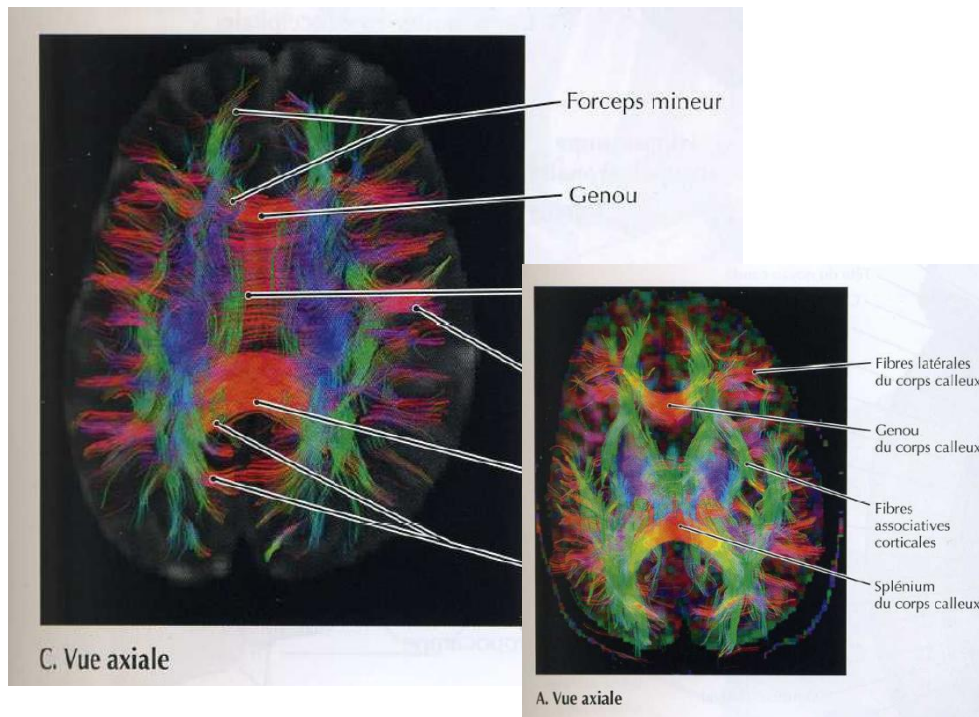 Forceps mineur
Genou
C. Vue axiale
Fibres latérales
du corps calleux
Genou
du corps calleux
Fibres
associatives
corticales
Splénium
du corps calleux
A. Vue axiale